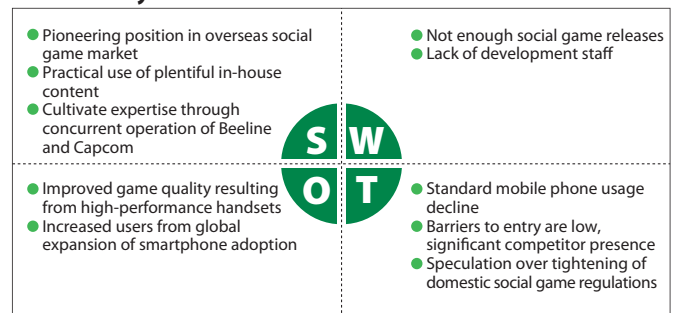 Pioneering position in overseas social
game market
Practical use of plentiful in-house
content
Cultivate expertise through
concurrent operation of Beeline
and Capcom
Not enough social game releases
Lack of development staff
S W
O T
Improved game quality resulting
from high-performance handsets
Increased users from global
expansion of smartphone adoption
Standard mobile phone usage
decline
Barriers to entry are low,
significant competitor presence
Speculation over tightening of
domestic social game regulations